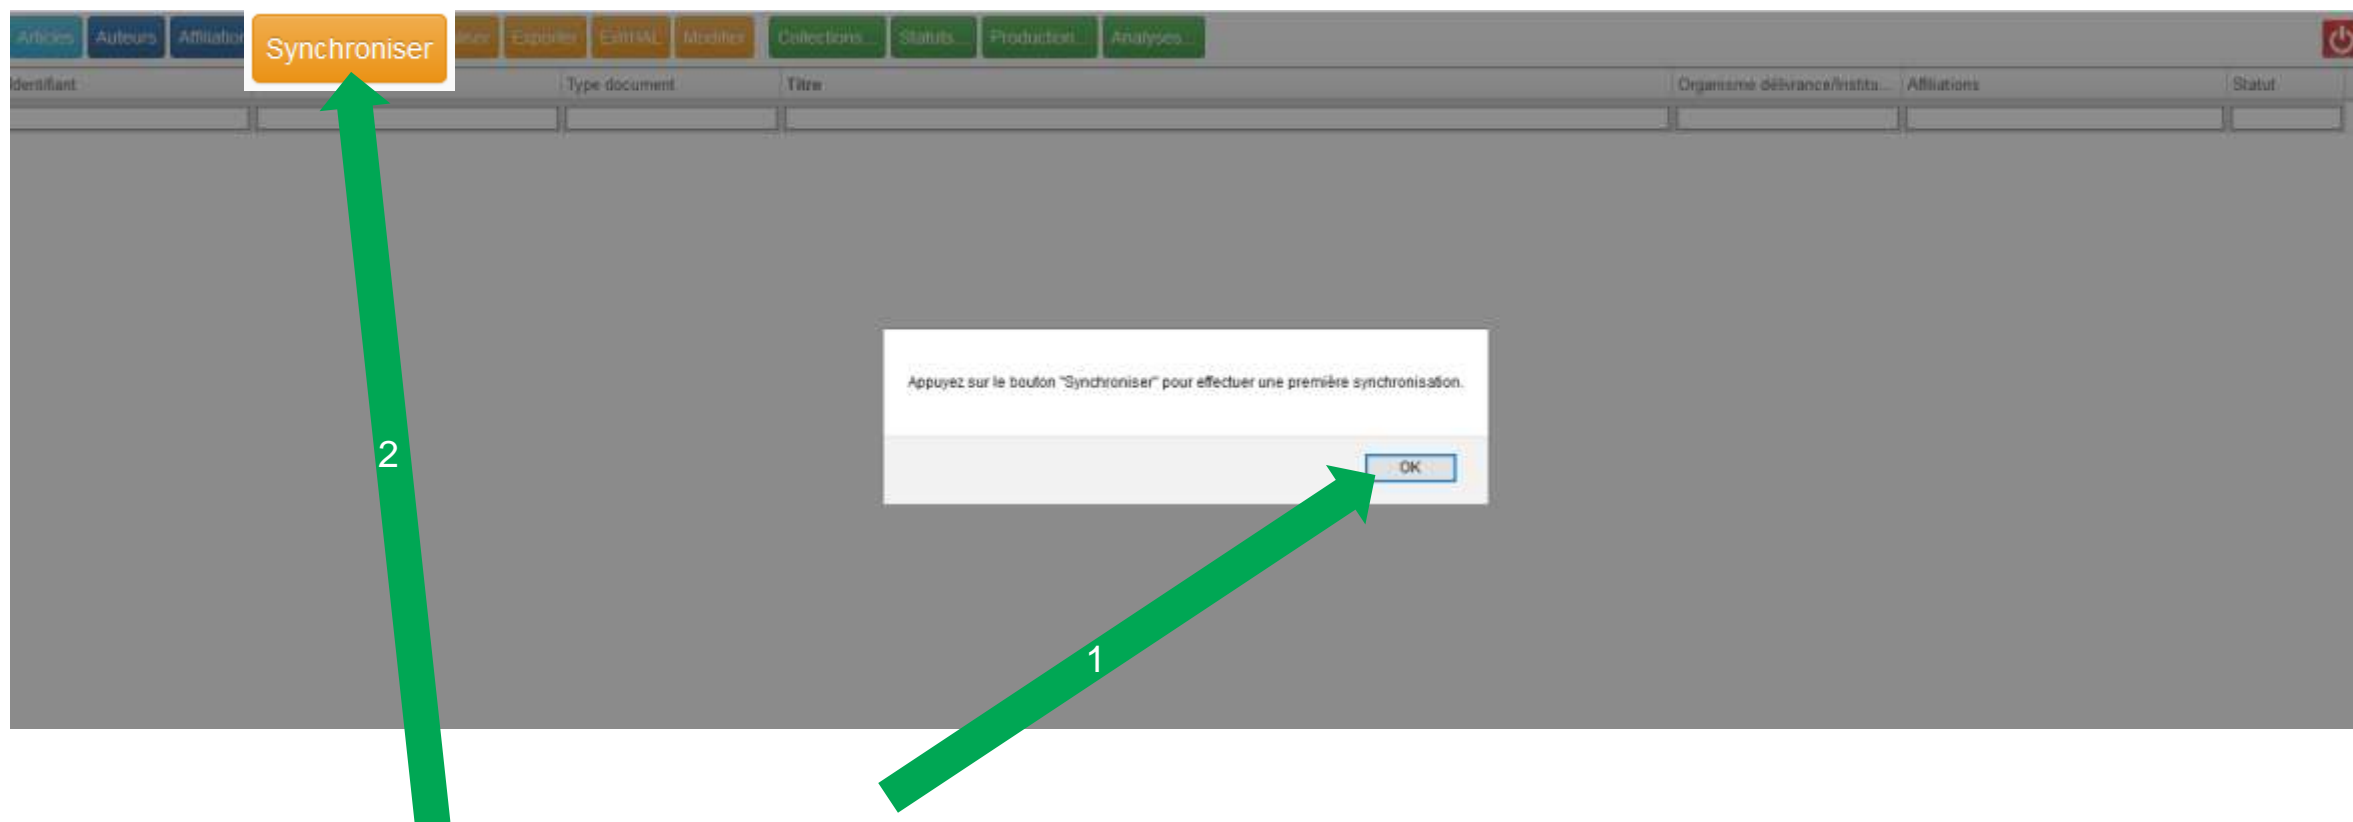 Articles Auteurs Synchroniser Exporter ExtrHAL Modifier Collections... Statuts... Production... Analyses...
Identifiant Type document Titre Organisme délivrance/Institu... Affiliations Statut
Appuyez sur le bouton "Synchroniser" pour effectuer une première synchronisation.
2
OK
1